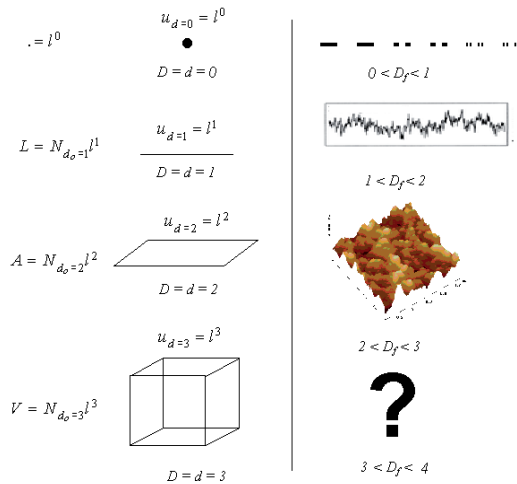 u_{d=0} = l^0
. = l^0
D = d = 0
0 < D_f < 1
u_{d=1} = l^1
L = N_{d_o=1} l^1
D = d = 1
1 < D_f < 2
u_{d=2} = l^2
A = N_{d_o=2} l^2
D = d = 2
2 < D_f < 3
u_{d=3} = l^3
V = N_{d_o=3} l^3
?
D = d = 3
3 < D_f < 4